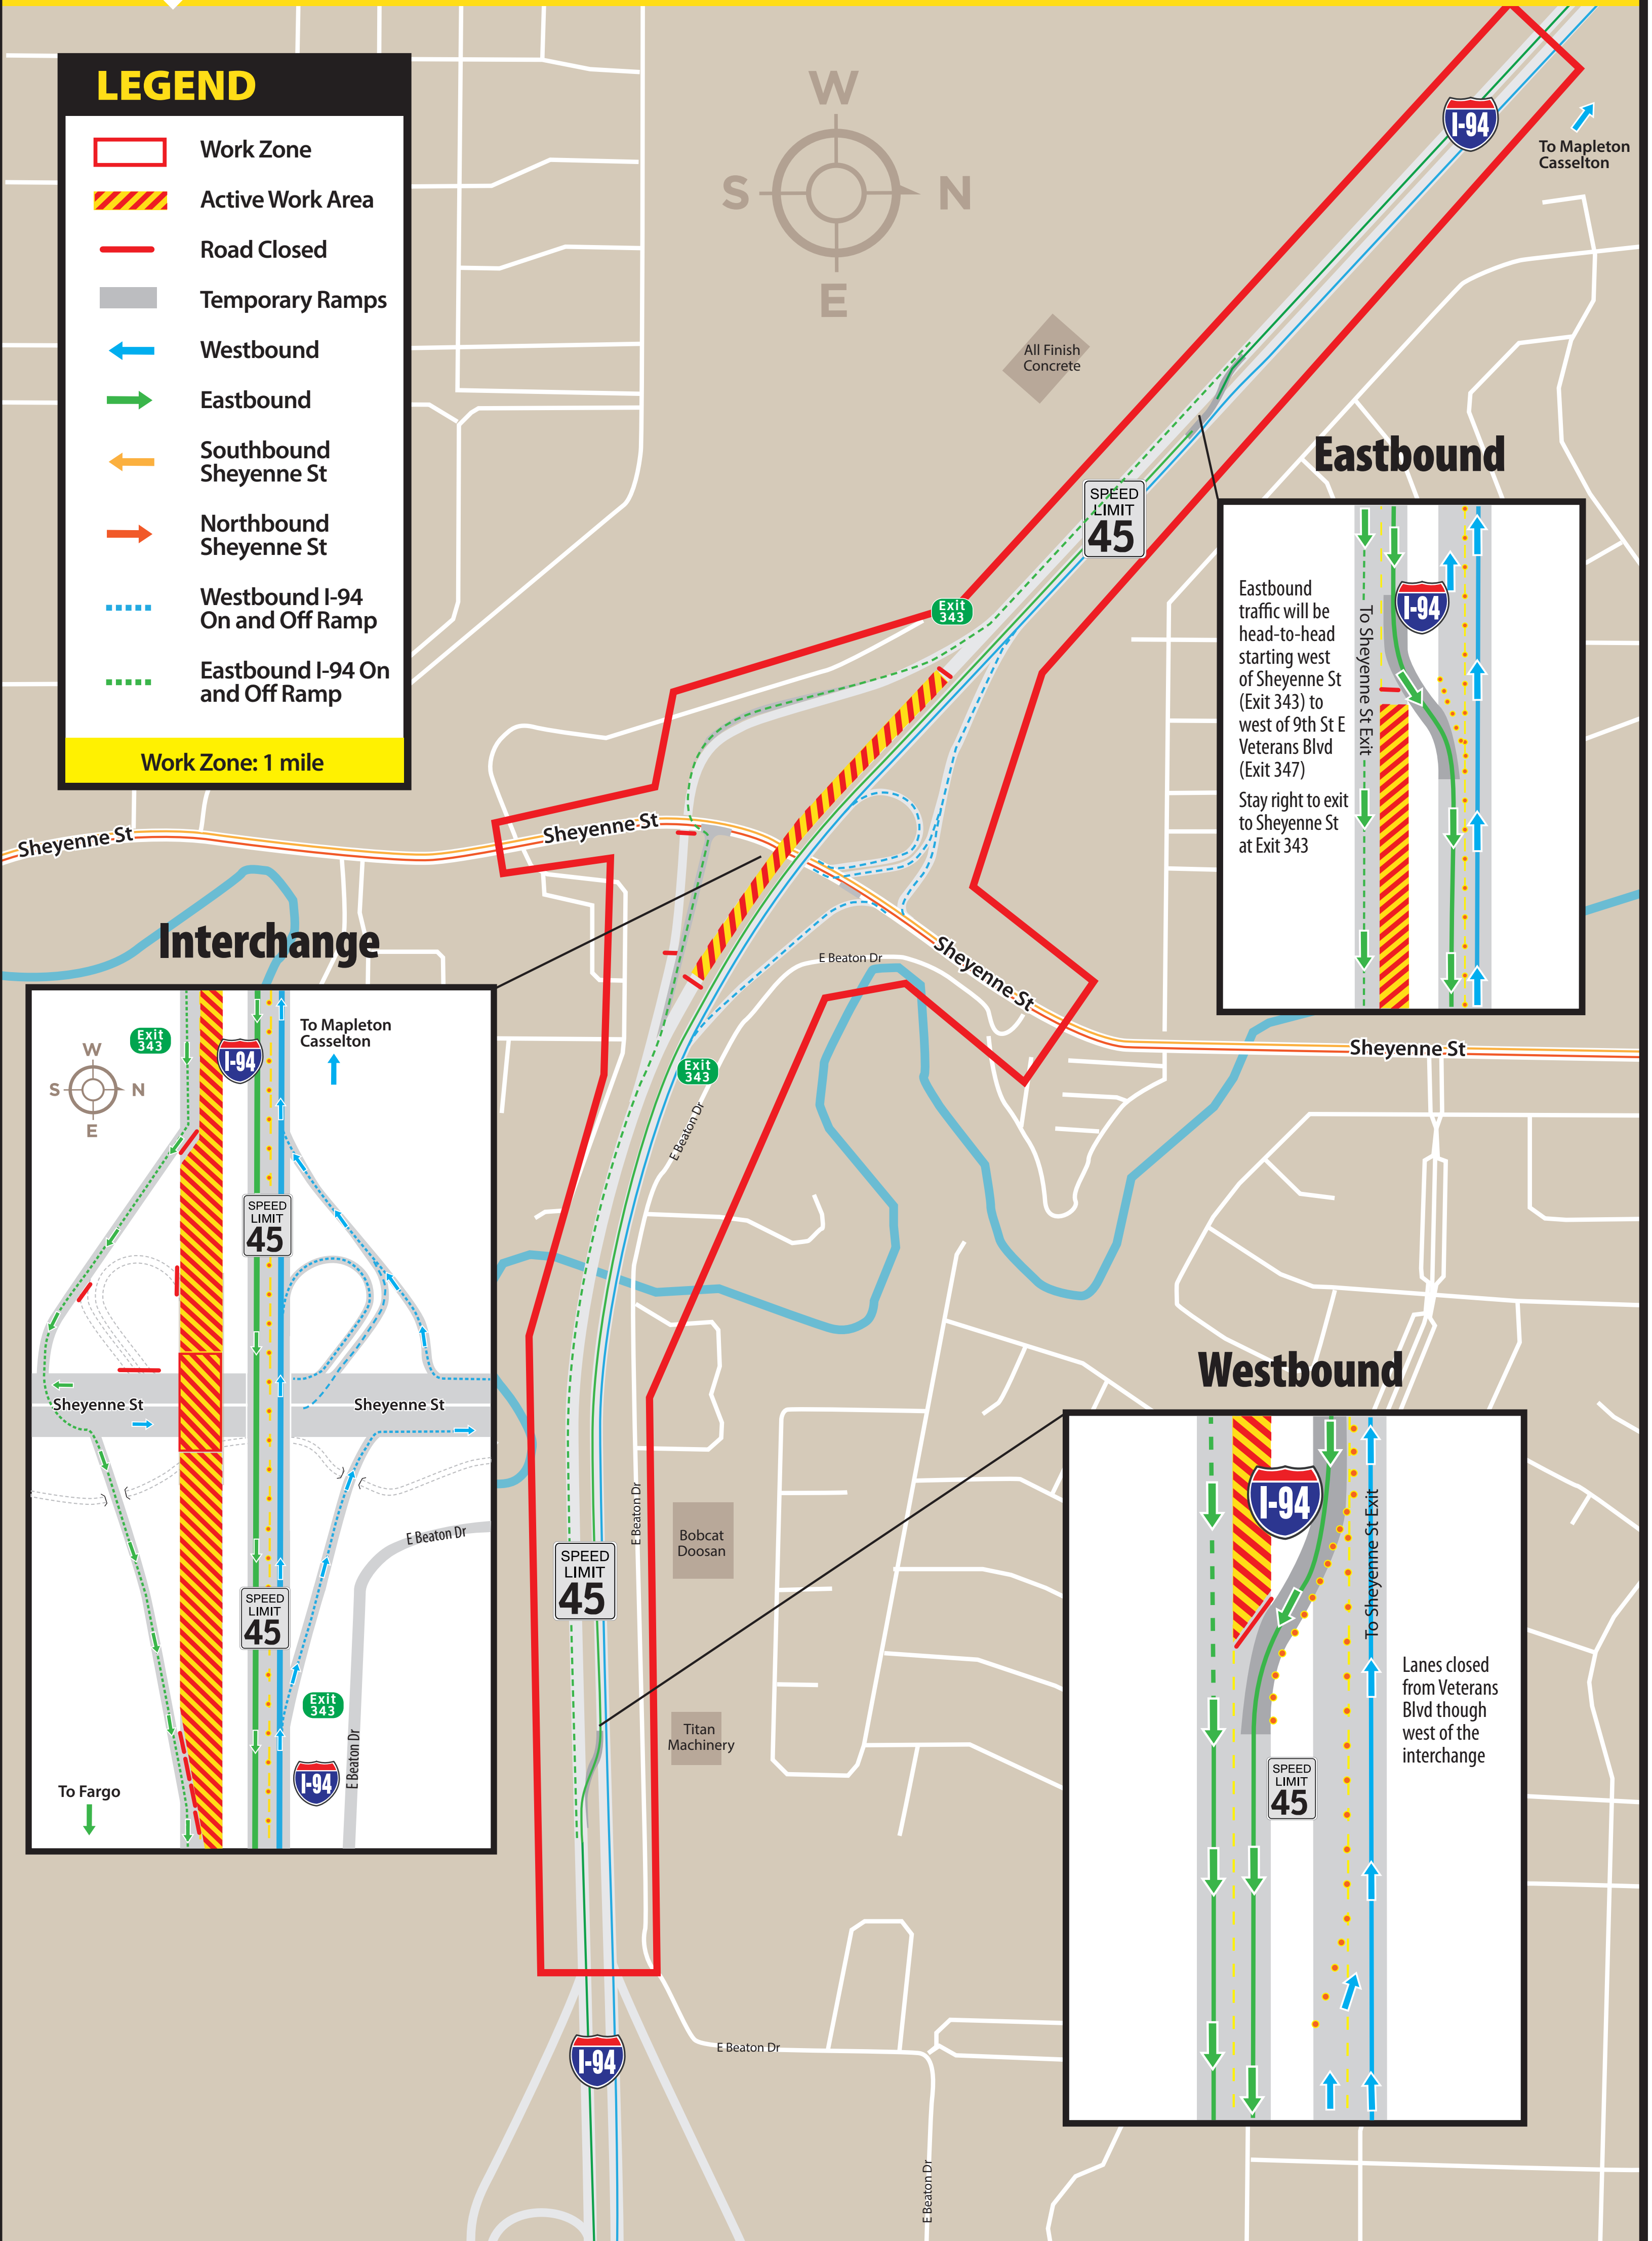 LEGEND
Work Zone
Active Work Area
Road Closed
Temporary Ramps
Westbound
Eastbound
Southbound
Sheyenne St
Northbound
Sheyenne St
Westbound I-94
On and Off Ramp
Eastbound I-94 On
and Off Ramp
Work Zone: 1 mile
W
S
N
E
I-94
To Mapleton
Casselton
All Finish
Concrete
SPEED
LIMIT
45
Exit
343
Eastbound
Eastbound
traffic will be
head-to-head
starting west
of Sheyenne St
(Exit 343) to
west of 9th St E
Veterans Blvd
(Exit 347)
Stay right to exit
to Sheyenne St
at Exit 343
To Sheyenne St Exit
I-94
Sheyenne St
Sheyenne St
Sheyenne St
Sheyenne St
E Beaton Dr
Exit
343
E Beaton Dr
Interchange
Exit
343
I-94
To Mapleton
Casselton
W
S
N
E
SPEED
LIMIT
45
Sheyenne St
Sheyenne St
E Beaton Dr
SPEED
LIMIT
45
Exit
343
I-94
E Beaton Dr
To Fargo
E Beaton Dr
Bobcat
Doosan
SPEED
LIMIT
45
Titan
Machinery
Westbound
I-94
To Sheyenne St Exit
Lanes closed
from Veterans
Blvd though
west of the
interchange
SPEED
LIMIT
45
I-94
E Beaton Dr
E Beaton Dr